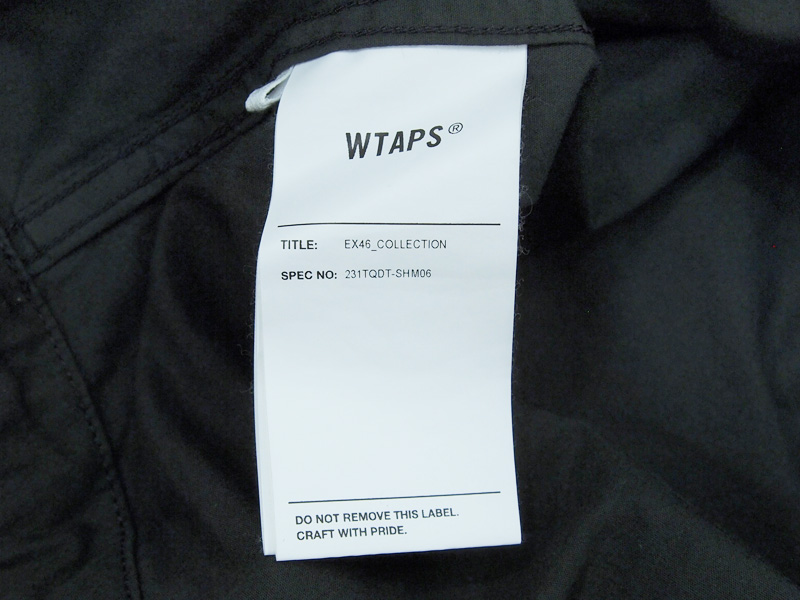 WTAPS®
TITLE: EX46_COLLECTION
SPEC NO: 231TQDT-SHM06
DO NOT REMOVE THIS LABEL.
CRAFT WITH PRIDE.